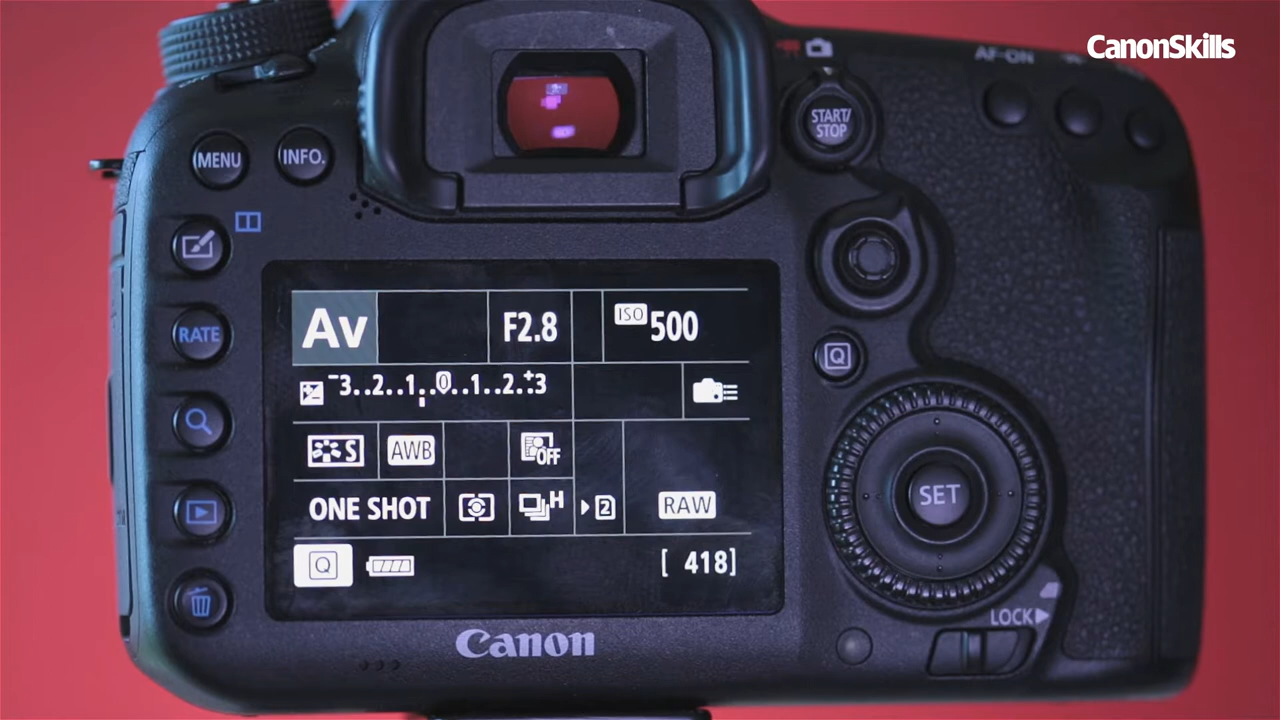 CanonSkills
AF-ON
MENU
INFO.
START/
STOP
RATE
Av
F2.8
ISO 500
-3..2..1..0..1..2..+3
Q
S
AWB
OFF
ONE SHOT
H
2
RAW
Q
[ 418]
SET
LOCK
Canon